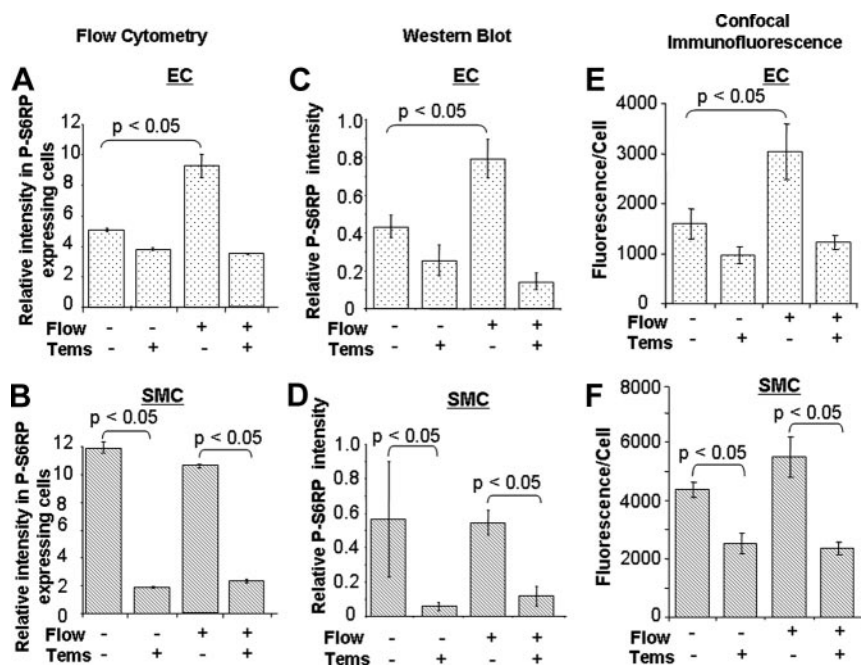 Flow Cytometry
Western Blot
Confocal
Immunofluorescence
A
EC
Relative intensity in P-S6RP
expressing cells
12
10
8
6
4
2
0
p < 0.05
Flow - - + +
Tems - + - +
C
EC
Relative P-S6RP intensity
1.0
0.8
0.6
0.4
0.2
0
p < 0.05
Flow - - + +
Tems - + - +
E
EC
Fluorescence/Cell
4000
3000
2000
1000
0
p < 0.05
Flow - - + +
Tems - + - +
B
SMC
Relative intensity in P-S6RP
expressing cells
12
10
8
6
4
2
0
p < 0.05
p < 0.05
Flow - - + +
Tems - + - +
D
SMC
Relative P-S6RP intensity
1.0
0.8
0.6
0.4
0.2
0
p < 0.05
p < 0.05
Flow - - + +
Tems - + - +
F
SMC
Fluorescence/Cell
8000
6000
4000
2000
0
p < 0.05
p < 0.05
Flow - - + +
Tems - + - +